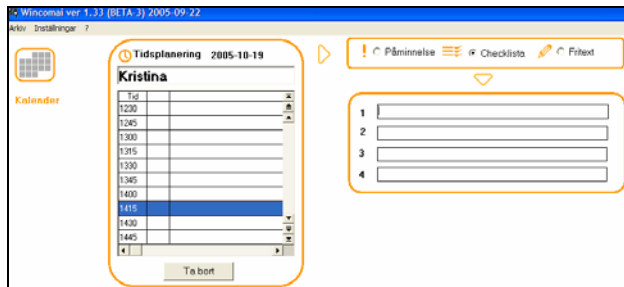 Wincomai ver 1.33 (BETA-3) 2005-09-22
Arkiv Inställningar ?
Kalender
Tidsplanering 2005-10-19
Kristina
Tid
1230
1245
1300
1315
1330
1345
1400
1415
1430
1445
Ta bort
! Påminnelse Checklista Fritext
1
2
3
4